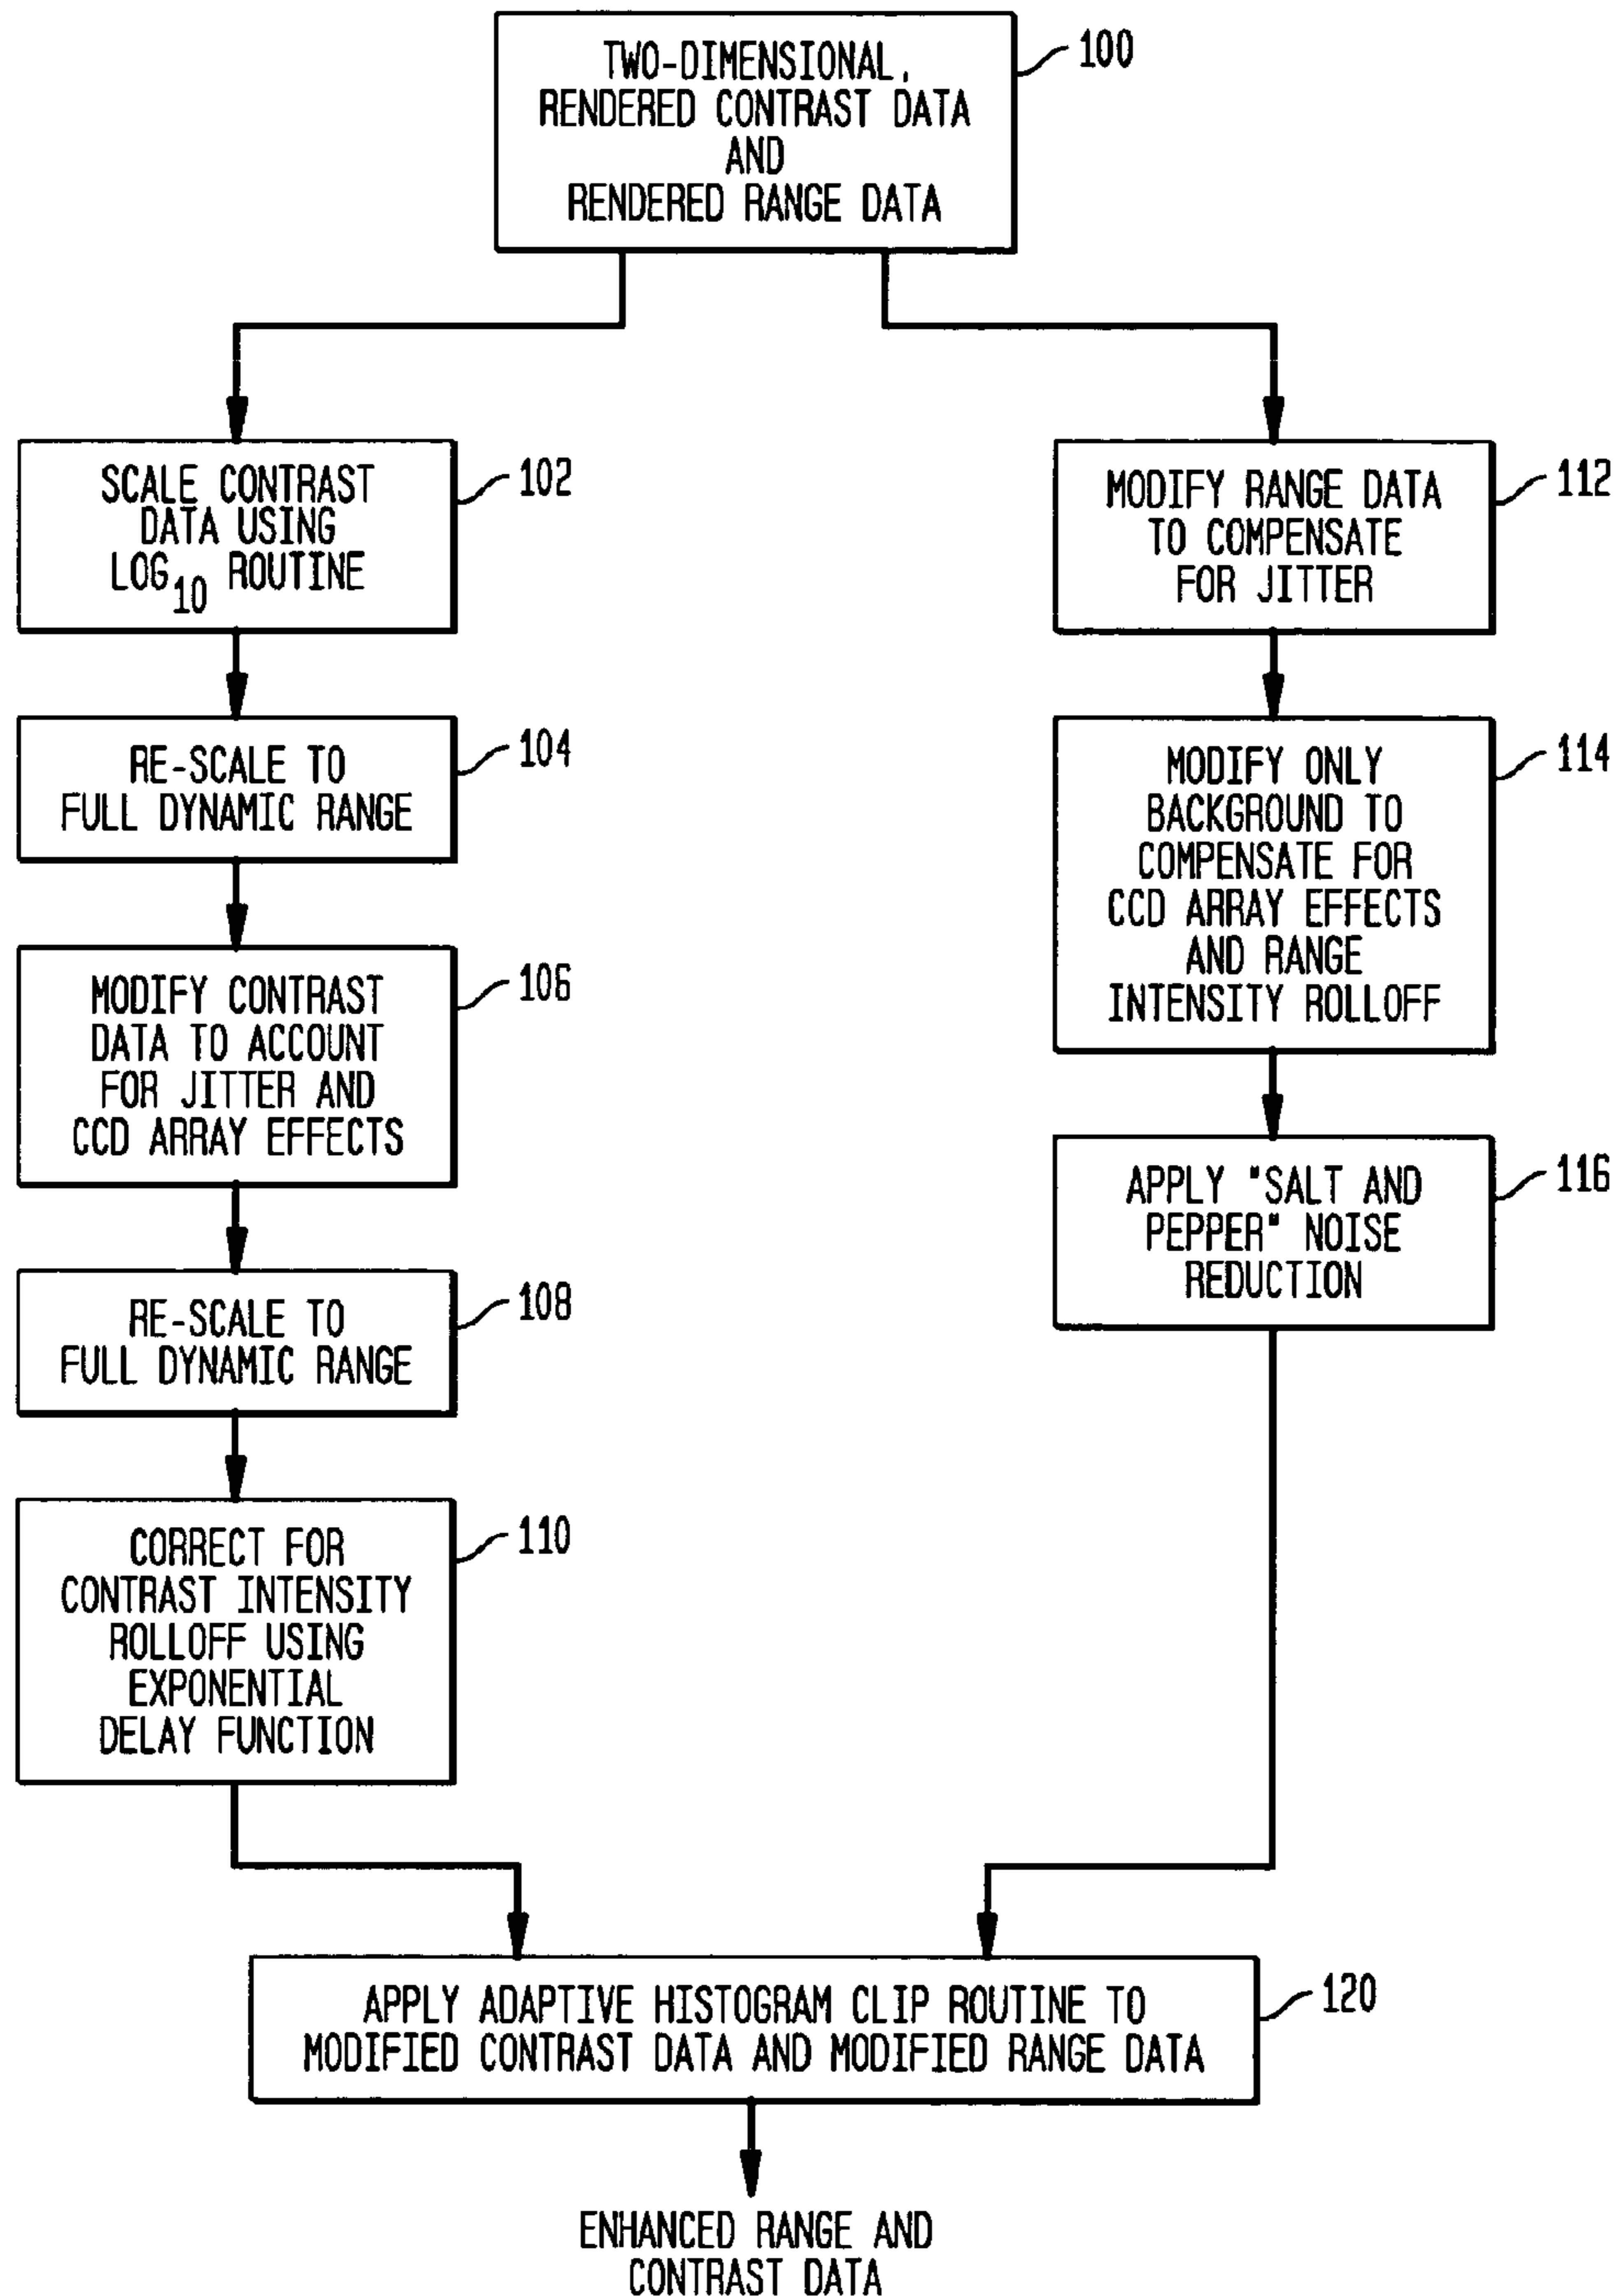 TWO-DIMENSIONAL,
RENDERED CONTRAST DATA
AND
RENDERED RANGE DATA
100
SCALE CONTRAST
DATA USING
LOG10 ROUTINE
102
RE-SCALE TO
FULL DYNAMIC RANGE
104
MODIFY CONTRAST
DATA TO ACCOUNT
FOR JITTER AND
CCD ARRAY EFFECTS
106
RE-SCALE TO
FULL DYNAMIC RANGE
108
CORRECT FOR
CONTRAST INTENSITY
ROLLOFF USING
EXPONENTIAL
DELAY FUNCTION
110
MODIFY RANGE DATA
TO COMPENSATE
FOR JITTER
112
MODIFY ONLY
BACKGROUND TO
COMPENSATE FOR
CCD ARRAY EFFECTS
AND RANGE
INTENSITY ROLLOFF
114
APPLY "SALT AND
PEPPER" NOISE
REDUCTION
116
APPLY ADAPTIVE HISTOGRAM CLIP ROUTINE TO
MODIFIED CONTRAST DATA AND MODIFIED RANGE DATA
120
ENHANCED RANGE AND
CONTRAST DATA